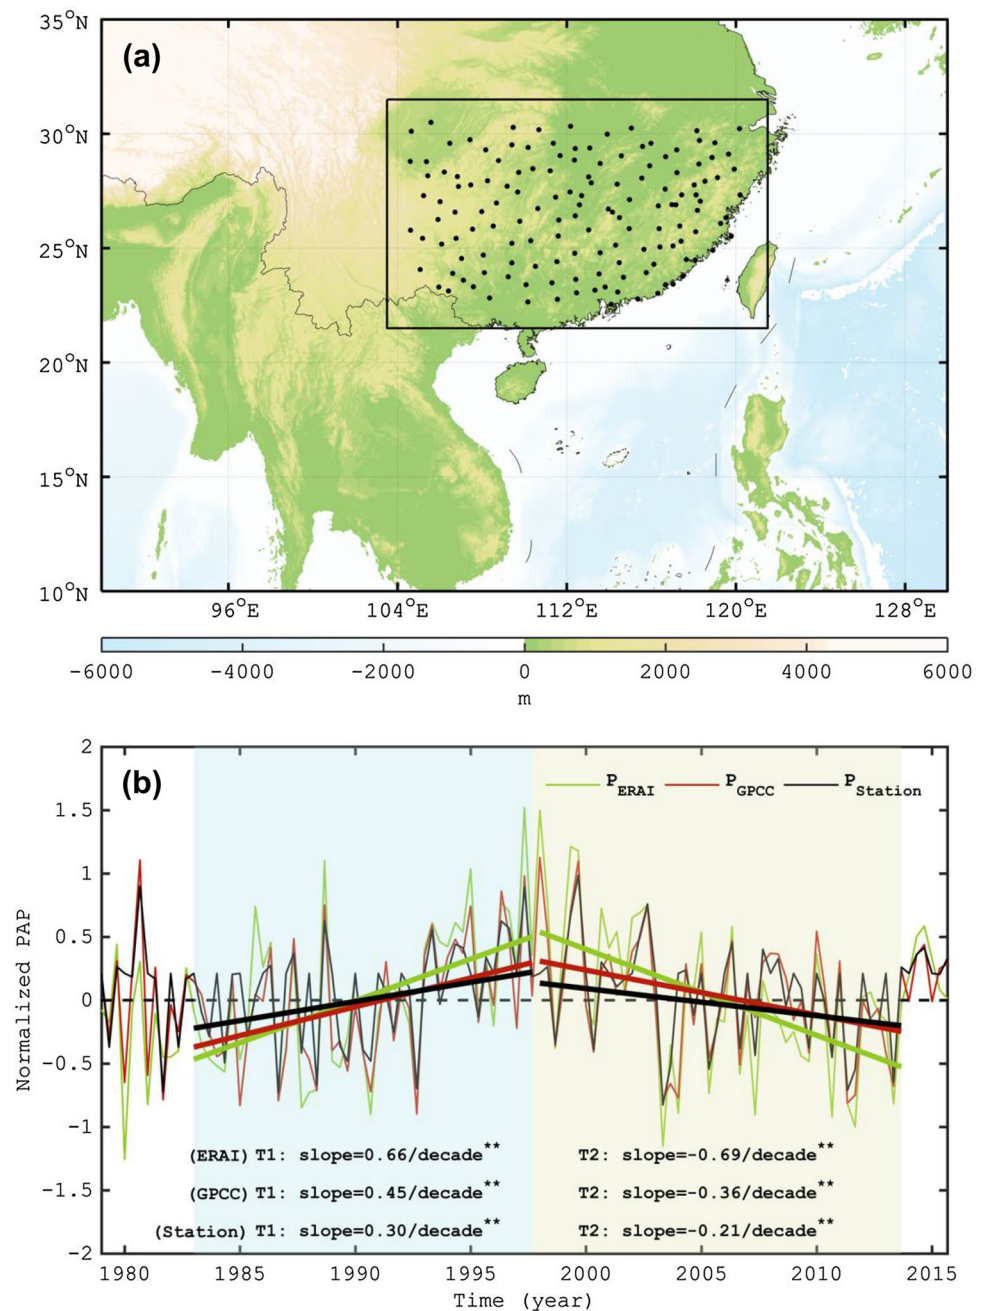 (a)
35°N
30°N
25°N
20°N
15°N
10°N
96°E 104°E 112°E 120°E 128°E
-6000 -4000 -2000 0 2000 4000 6000
m
(b)
P_ERAI P_GPCC P_Station
Normalized PAP
2
1.5
1
0.5
0
-0.5
-1
-1.5
-2
(ERAI) T1: slope=0.66/decade** T2: slope=-0.69/decade**
(GPCC) T1: slope=0.45/decade** T2: slope=-0.36/decade**
(Station) T1: slope=0.30/decade** T2: slope=-0.21/decade**
1980 1985 1990 1995 2000 2005 2010 2015
Time (year)